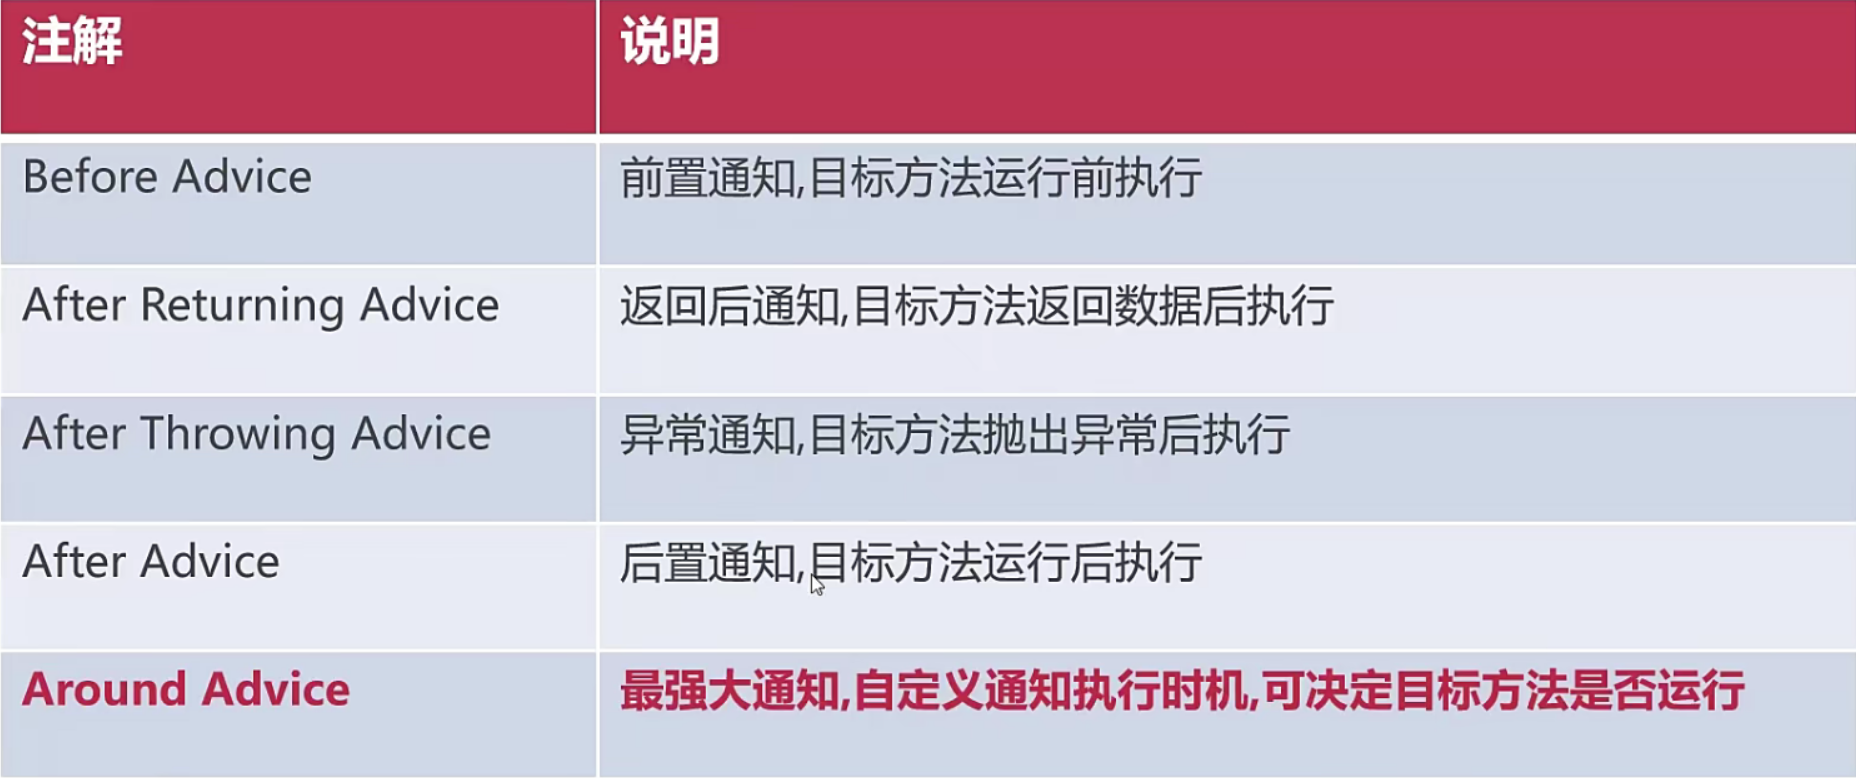 注解
说明
Before Advice
前置通知,目标方法运行前执行
After Returning Advice
返回后通知,目标方法返回数据后执行
After Throwing Advice
异常通知,目标方法抛出异常后执行
After Advice
后置通知,目标方法运行后执行
Around Advice
最强大通知,自定义通知执行时机,可决定目标方法是否运行